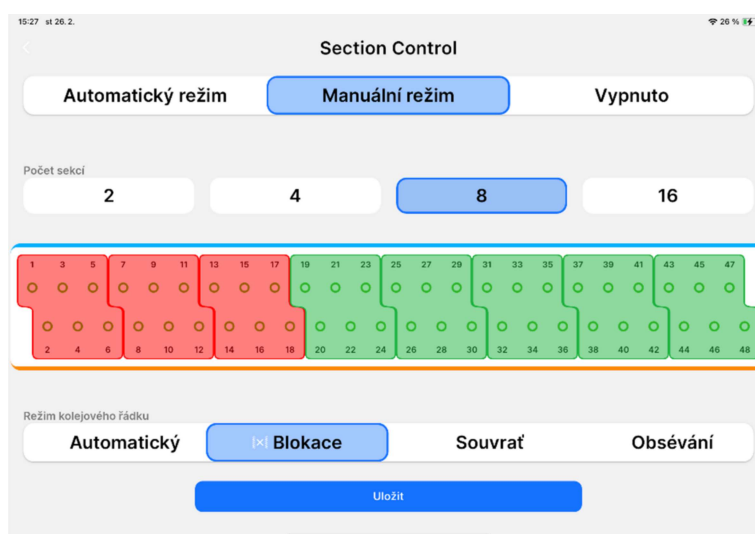 15:27 st 26. 2. 26 %
Section Control
Automatický režim Manuální režim Vypnuto
Počet sekcí
2 4 8 16
1 3 5 7 9 11 13 15 17 19 21 23 25 27 29 31 33 35 37 39 41 43 45 47
2 4 6 8 10 12 14 16 18 20 22 24 26 28 30 32 34 36 38 40 42 44 46 48
Režim kolejového řádku
Automatický |×| Blokace Souvrať Obsévání
Uložit